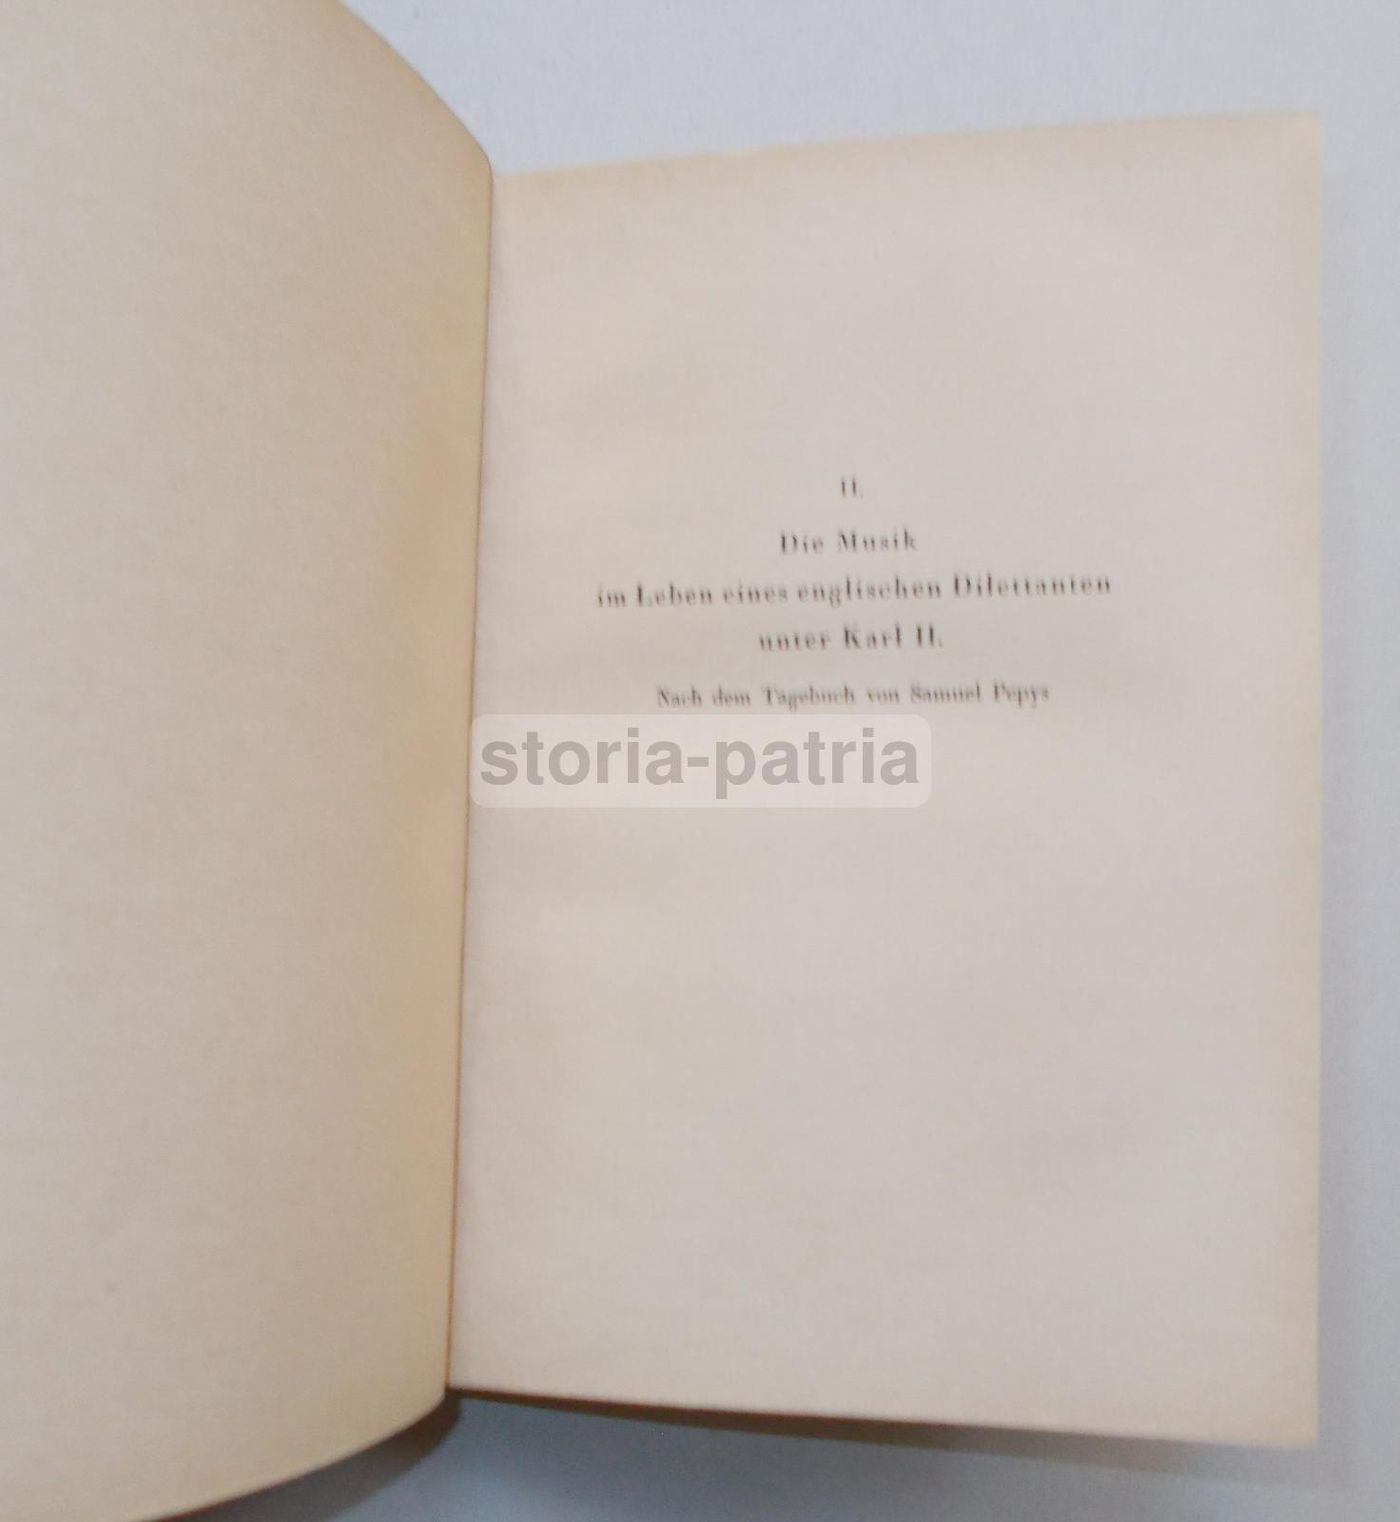 II.
Die Musik
im Leben eines englischen Dilettanten
unter Karl II.
Nach dem Tagebuch von Samuel Pepys
storia-patria